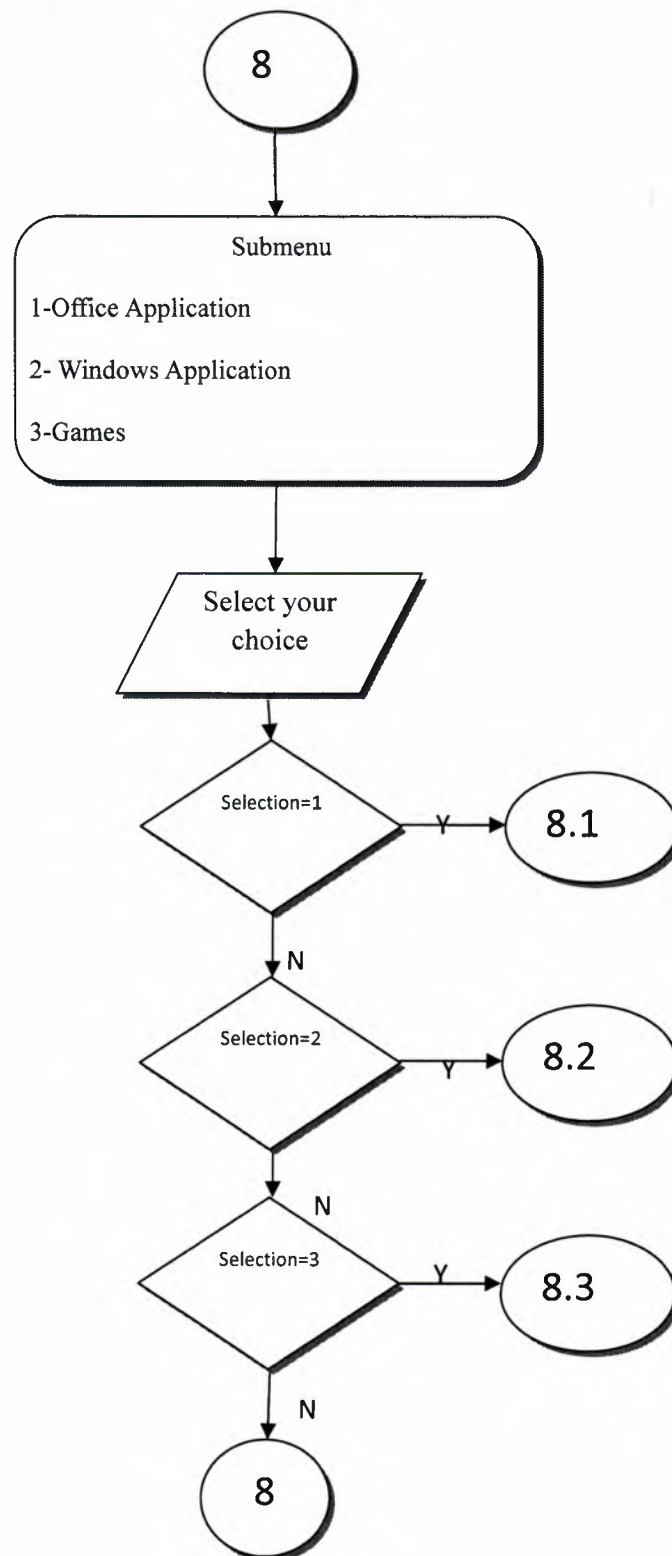 8
Submenu
1-Office Application
2- Windows Application
3-Games
Select your
choice
Selection=1
Y
8.1
N
Selection=2
Y
8.2
N
Selection=3
Y
8.3
N
8